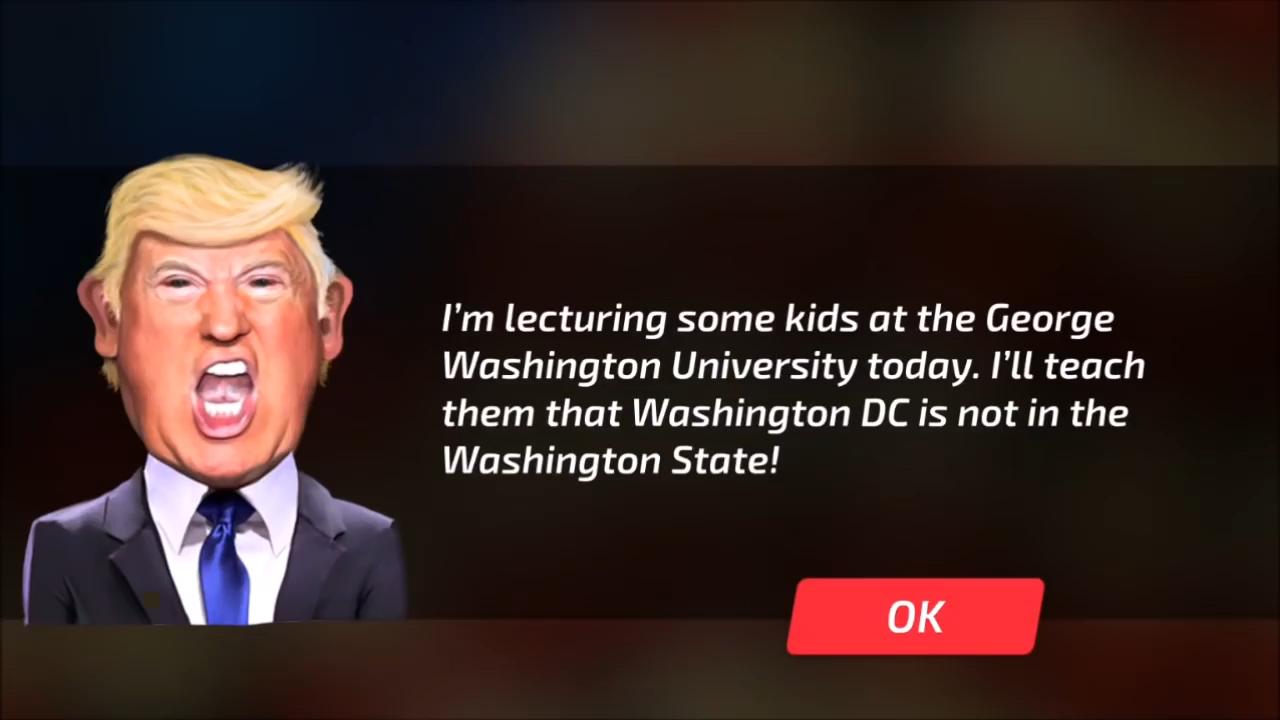 I’m lecturing some kids at the George
Washington University today. I’ll teach
them that Washington DC is not in the
Washington State!
OK